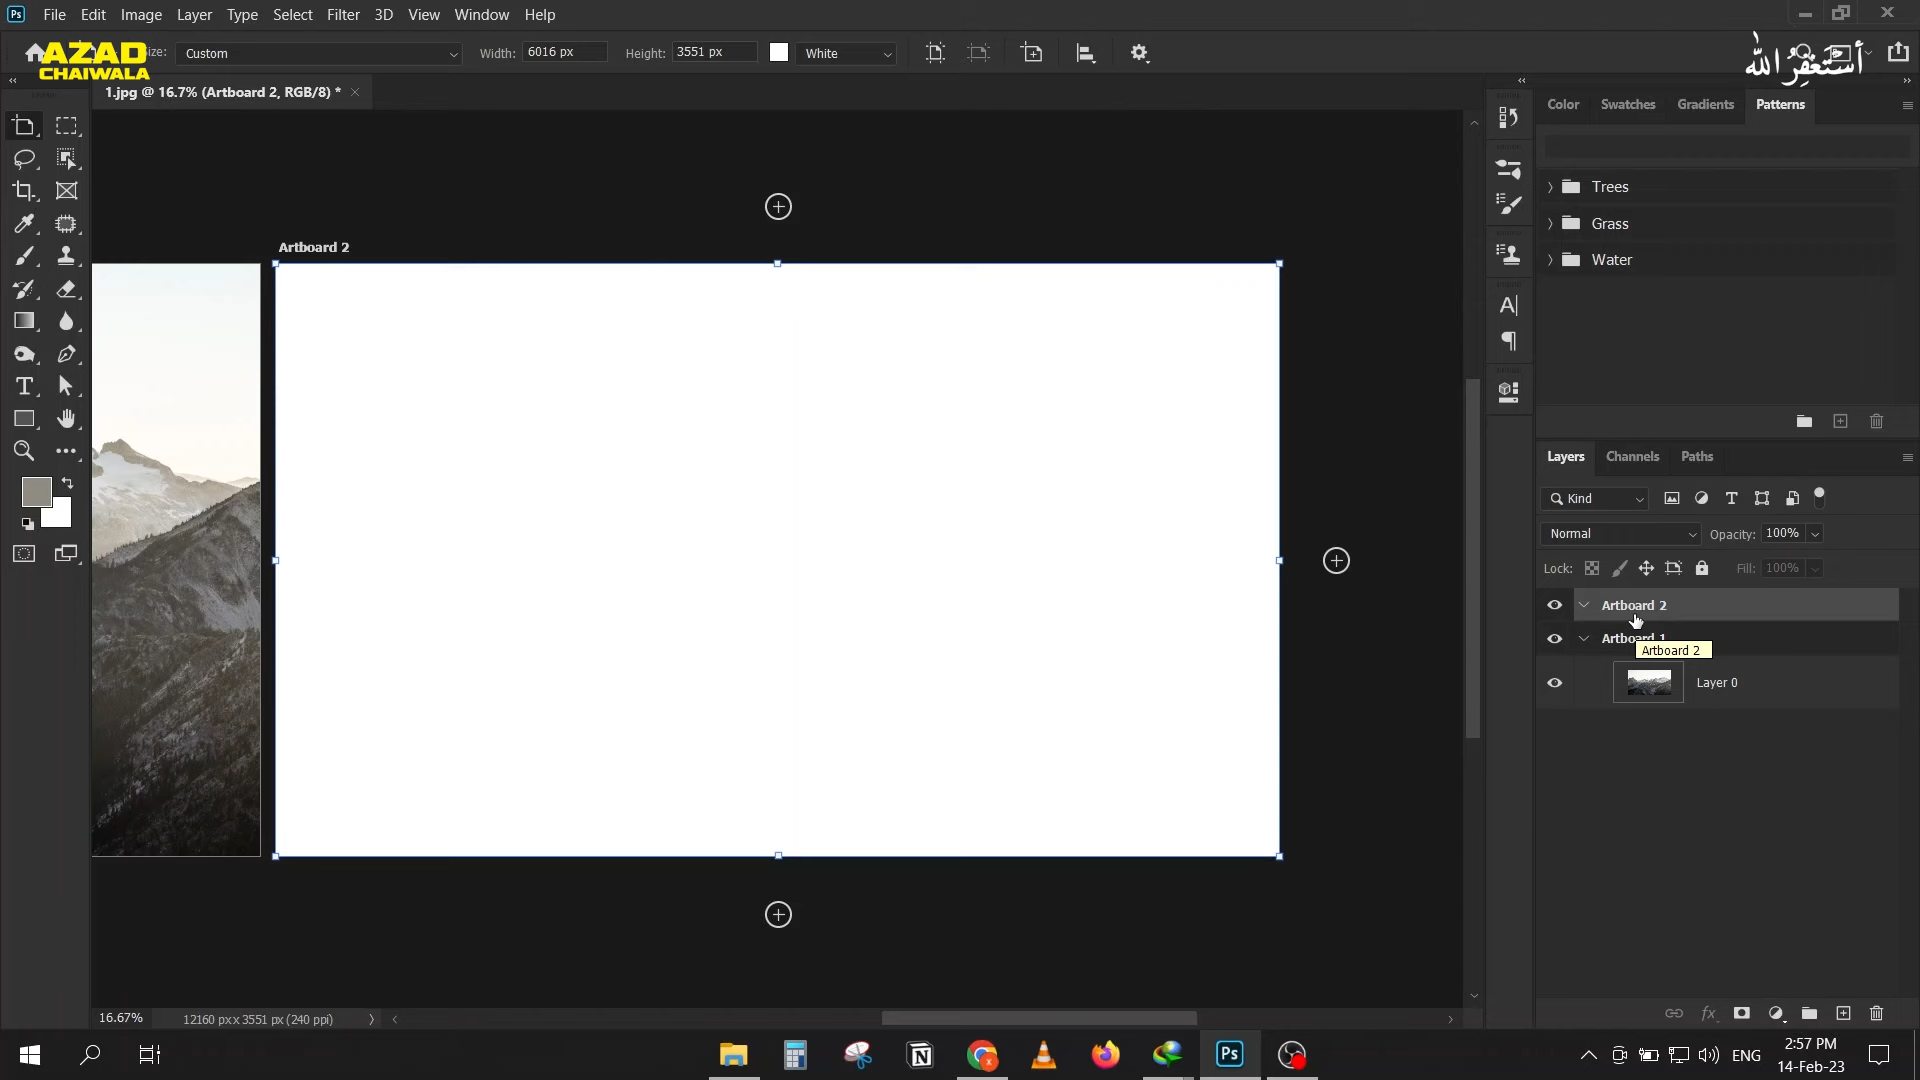 File Edit Image Layer Type Select Filter 3D View Window Help
AZAD
CHAIWALA
Size: Custom Width: 6016 px Height: 3551 px White
أستغفر الله
1.jpg @ 16.7% (Artboard 2, RGB/8) *
Color Swatches Gradients Patterns
Trees
Grass
Water
Artboard 2
Layers Channels Paths
Kind
Normal Opacity: 100%
Lock: Fill: 100%
Artboard 2
Artboard 1
Artboard 2
Layer 0
16.67% 12160 px x 3551 px (240 ppi)
ENG 2:57 PM
14-Feb-23